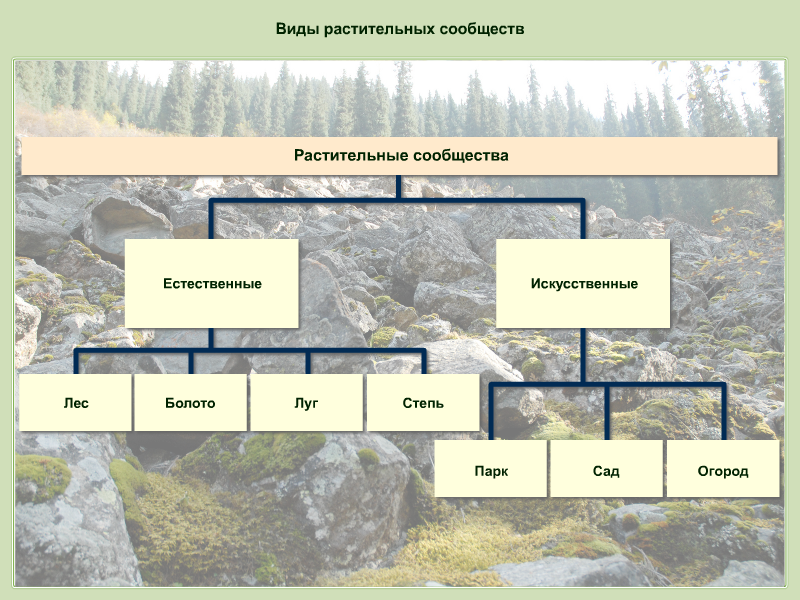 Виды растительных сообществ
Растительные сообщества
Естественные
Искусственные
Лес
Болото
Луг
Степь
Парк
Сад
Огород